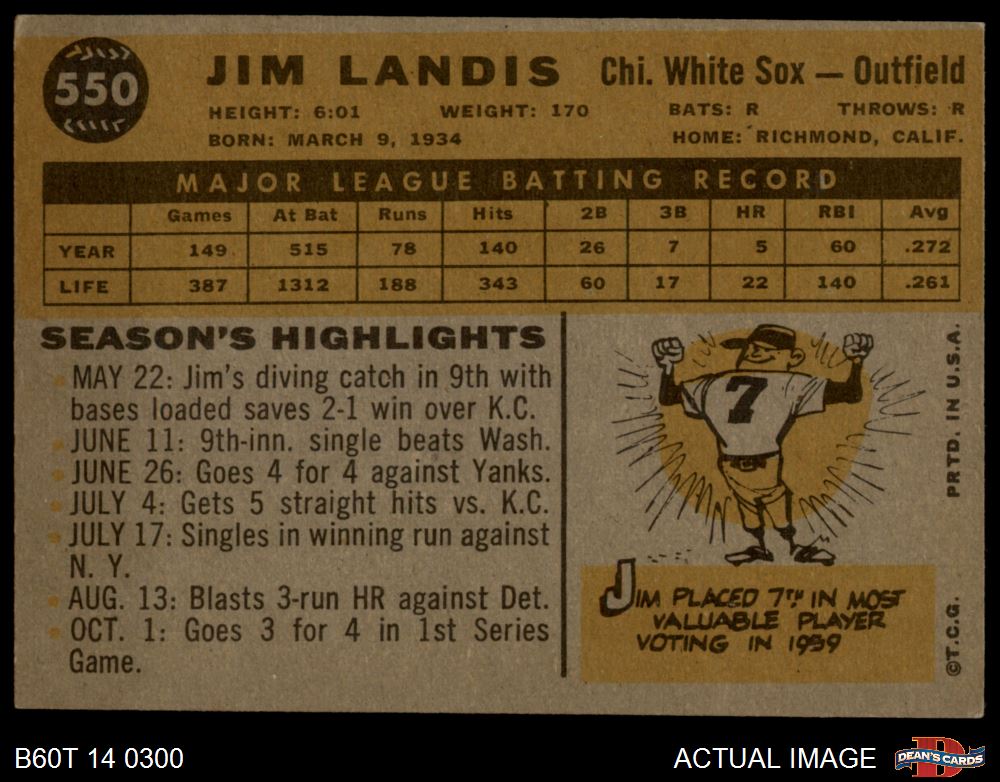 550
JIM LANDIS Chi. White Sox — Outfield
HEIGHT: 6:01 WEIGHT: 170 BATS: R THROWS: R
BORN: MARCH 9, 1934 HOME: RICHMOND, CALIF.
MAJOR LEAGUE BATTING RECORD
Games At Bat Runs Hits 2B 3B HR RBI Avg
YEAR 149 515 78 140 26 7 5 60 .272
LIFE 387 1312 188 343 60 17 22 140 .261
SEASON'S HIGHLIGHTS
MAY 22: Jim's diving catch in 9th with
bases loaded saves 2-1 win over K.C.
JUNE 11: 9th-inn. single beats Wash.
JUNE 26: Goes 4 for 4 against Yanks.
JULY 4: Gets 5 straight hits vs. K.C.
JULY 17: Singles in winning run against
N. Y.
AUG. 13: Blasts 3-run HR against Det.
OCT. 1: Goes 3 for 4 in 1st Series
Game.
7
JIM PLACED 7TH IN MOST
VALUABLE PLAYER
VOTING IN 1959
©T.C.G. PRTD. IN U.S.A.
B60T 14 0300 ACTUAL IMAGE
D
DEAN'S CARDS